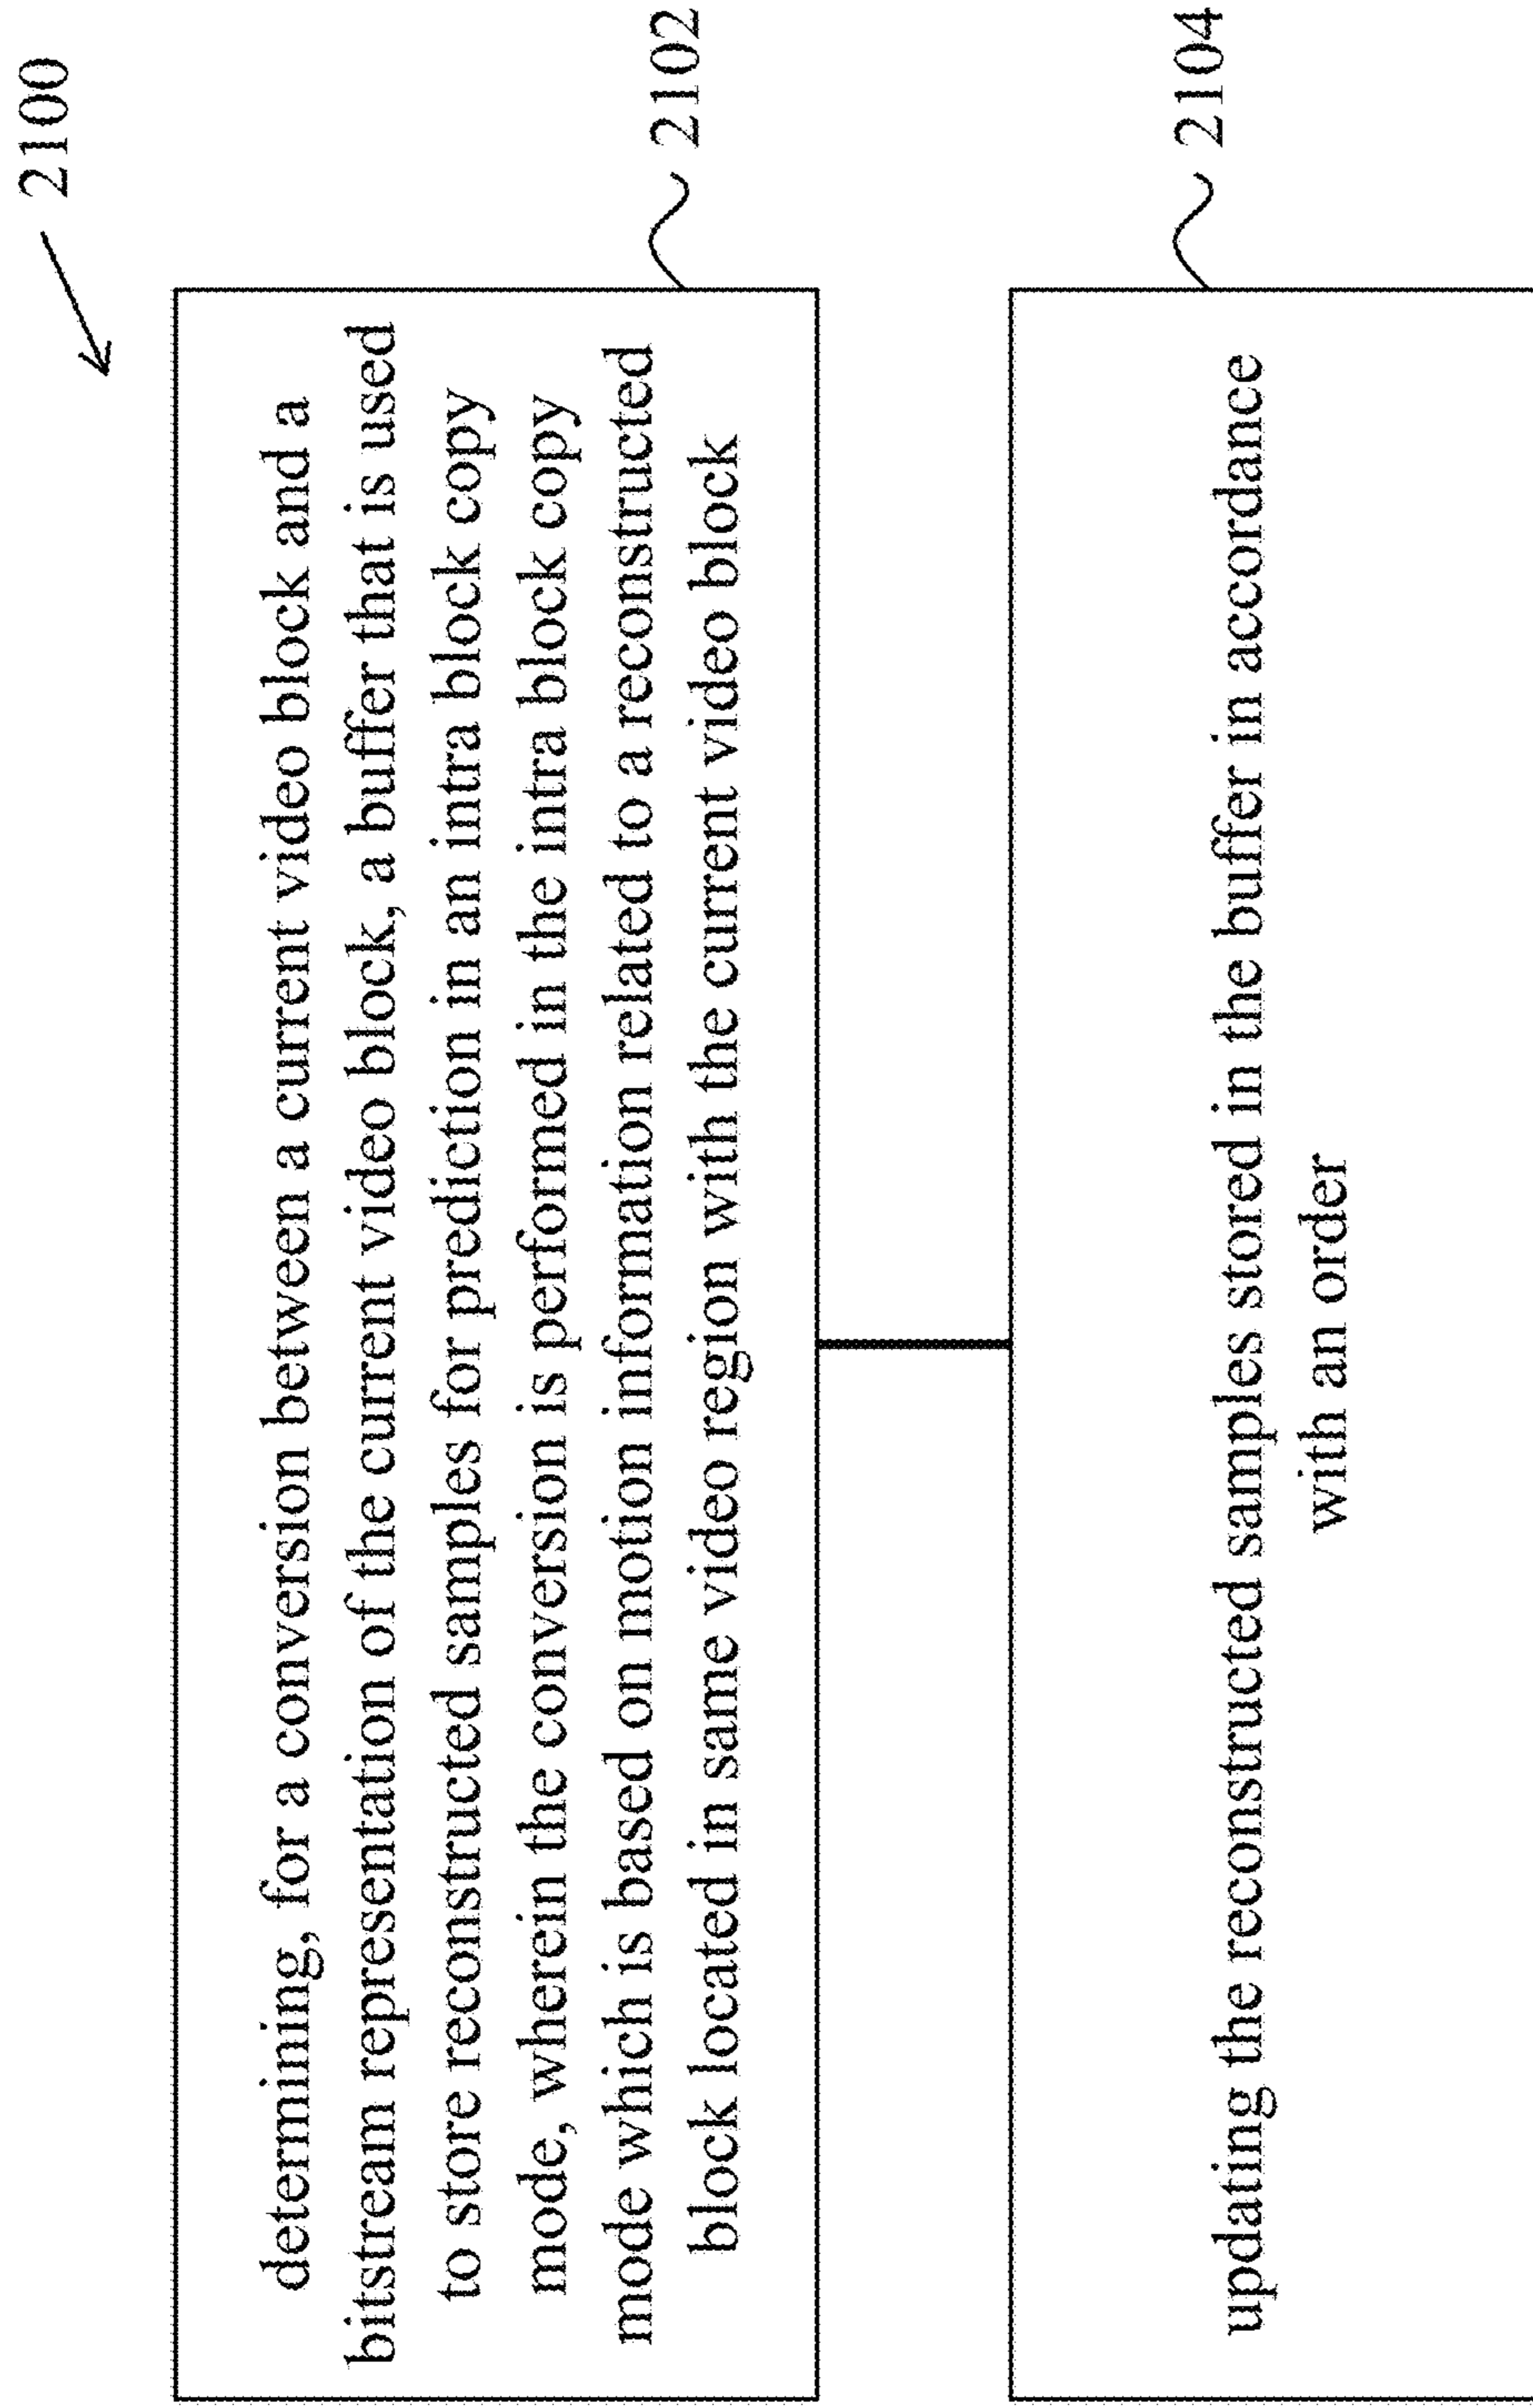 2100
determining, for a conversion between a current video block and a
bitstream representation of the current video block, a buffer that is used
to store reconstructed samples for prediction in an intra block copy
mode, wherein the conversion is performed in the intra block copy
mode which is based on motion information related to a reconstructed
block located in same video region with the current video block
2102
updating the reconstructed samples stored in the buffer in accordance
with an order
2104